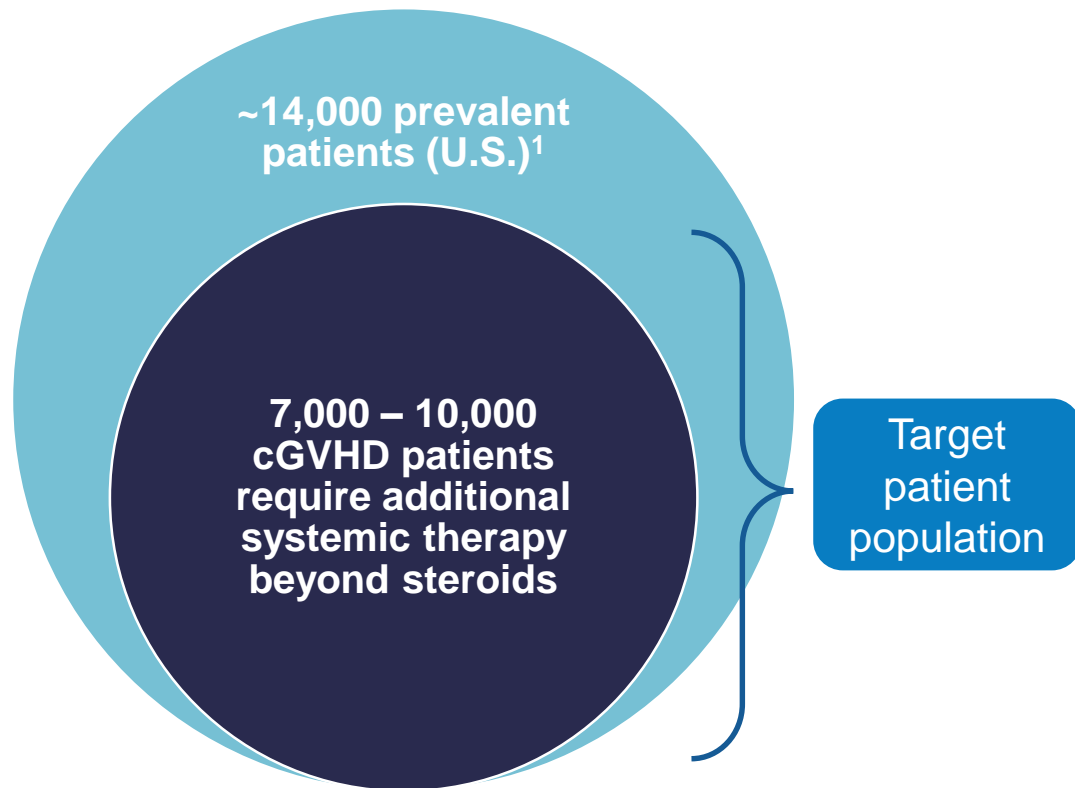 ~14,000 prevalent
patients (U.S.)¹
7,000 – 10,000
cGVHD patients
require additional
systemic therapy
beyond steroids
Target
patient
population